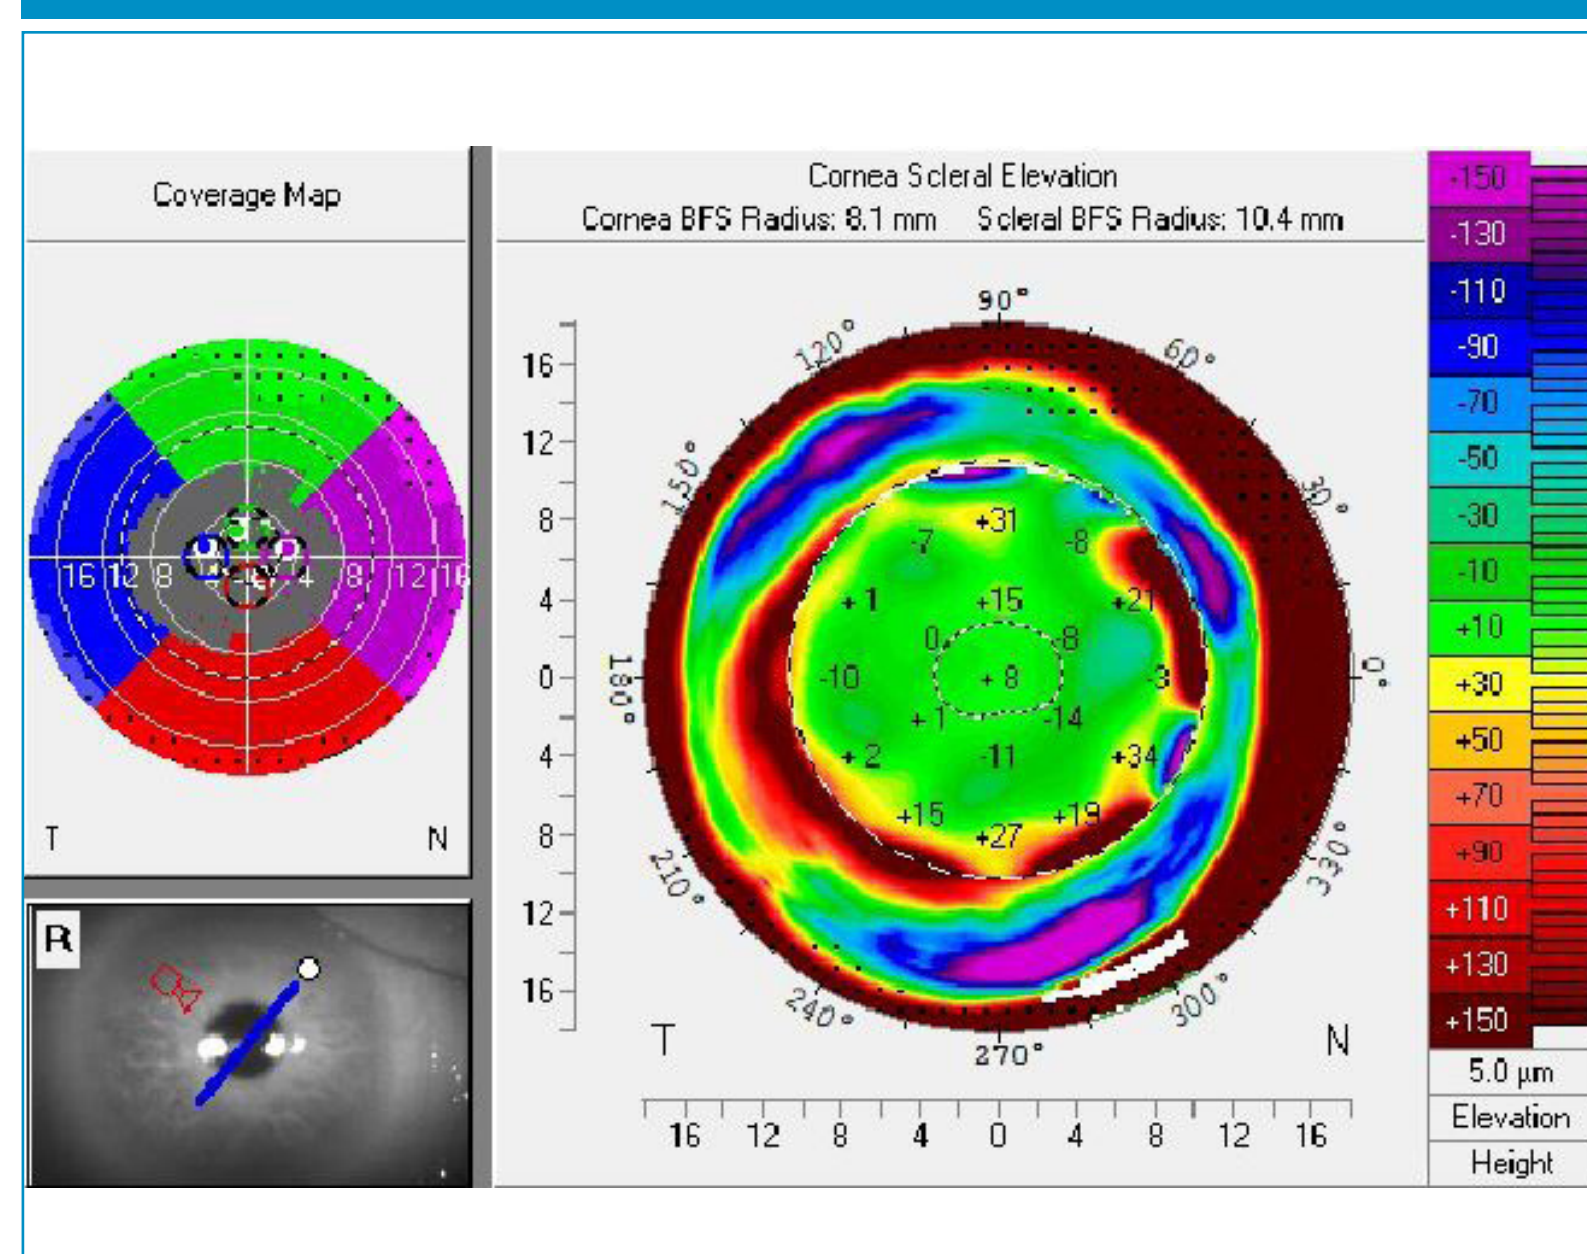 Coverage Map
16 12 8 4 8 12 16
T N
R
Cornea Scleral Elevation
Cornea BFS Radius: 8.1 mm Scleral BFS Radius: 10.4 mm
90°
120° 60°
150° 30°
180° 0°
210° 330°
240° 300°
270°
16
12
8
4
0
4
8
12
16
+31
-7 -8
+1 +15 +21
0 -8
-10 +8 -3
+1 -14
+2 -11 +34
+15 +19
+27
T N
16 12 8 4 0 4 8 12 16
-150
-130
-110
-90
-70
-50
-30
-10
+10
+30
+50
+70
+90
+110
+130
+150
5.0 µm
Elevation
Height